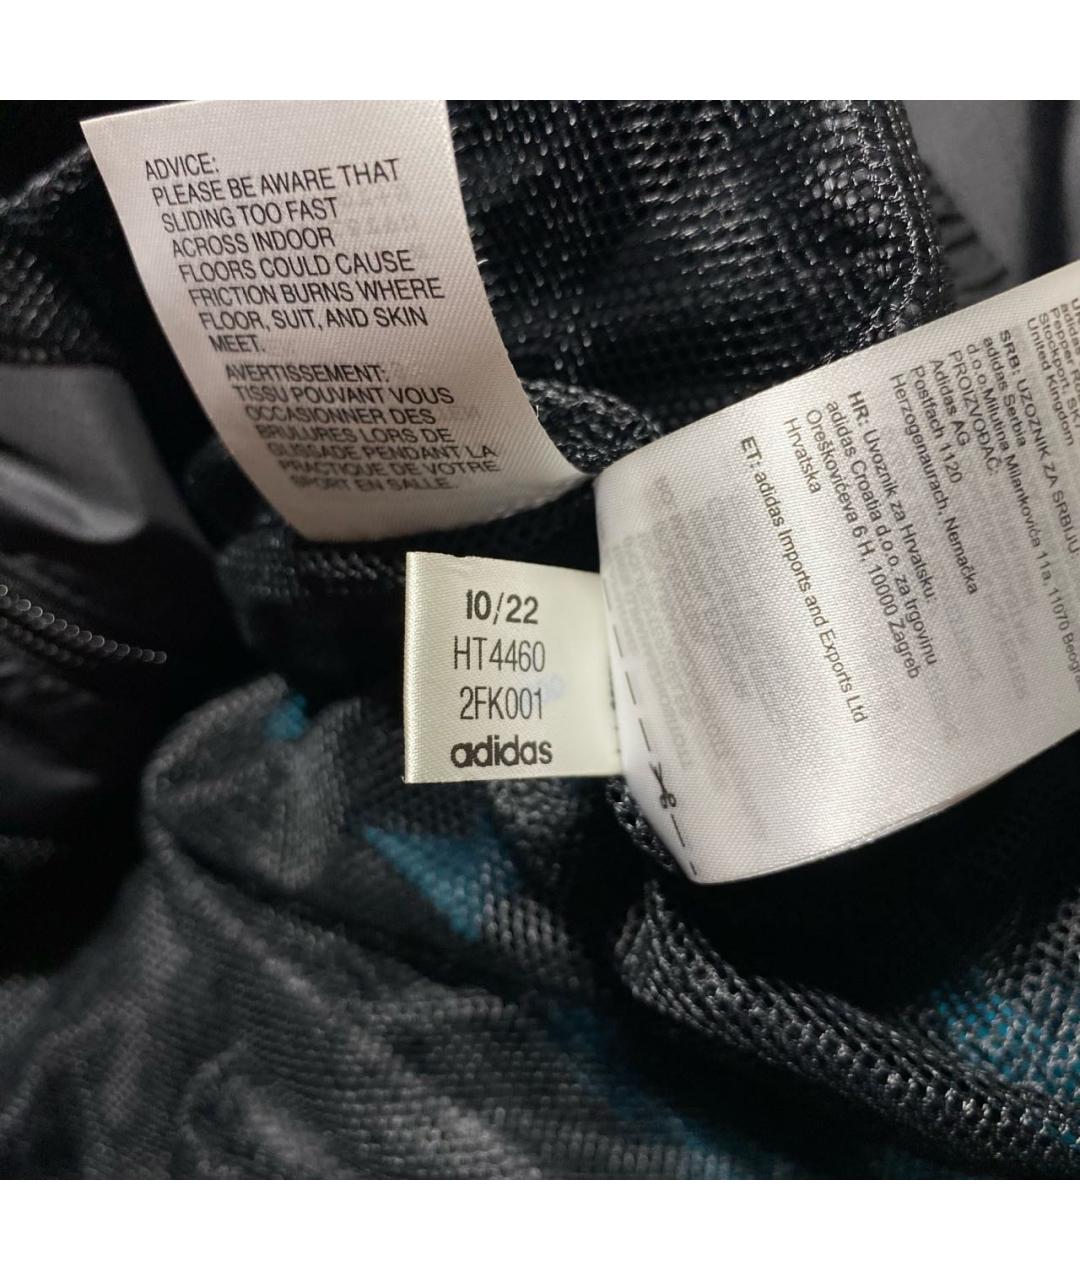 ADVICE:
PLEASE BE AWARE THAT
SLIDING TOO FAST
ACROSS INDOOR
FLOORS COULD CAUSE
FRICTION BURNS WHERE
FLOOR, SUIT, AND SKIN
MEET.
AVERTISSEMENT:
TISSU POUVANT VOUS
OCCASIONNER DES
BRULURES LORS DE
GLISSADE PENDANT LA
PRACTIQUE DE VOTRE
SPORT EN SALLE.
10/22
HT4460
2FK001
adidas
adidas
Pepper
Stockport
United Kingdom
SRB: UZOZNIK ZA SRBIJU
adidas Serbia
d.o.o Milutina Milankovića 11a, 11070
PROIZVOĐAČ:
Adidas AG
Postfach 1120
Herzogenaurach, Nemačka
HR: Uvoznik za Hrvatsku:
adidas Croatia d.o.o. za trgovinu
Oreškovićeva 6 H, 10000 Zagreb
Hrvatska
ET: adidas Imports and Exports Ltd